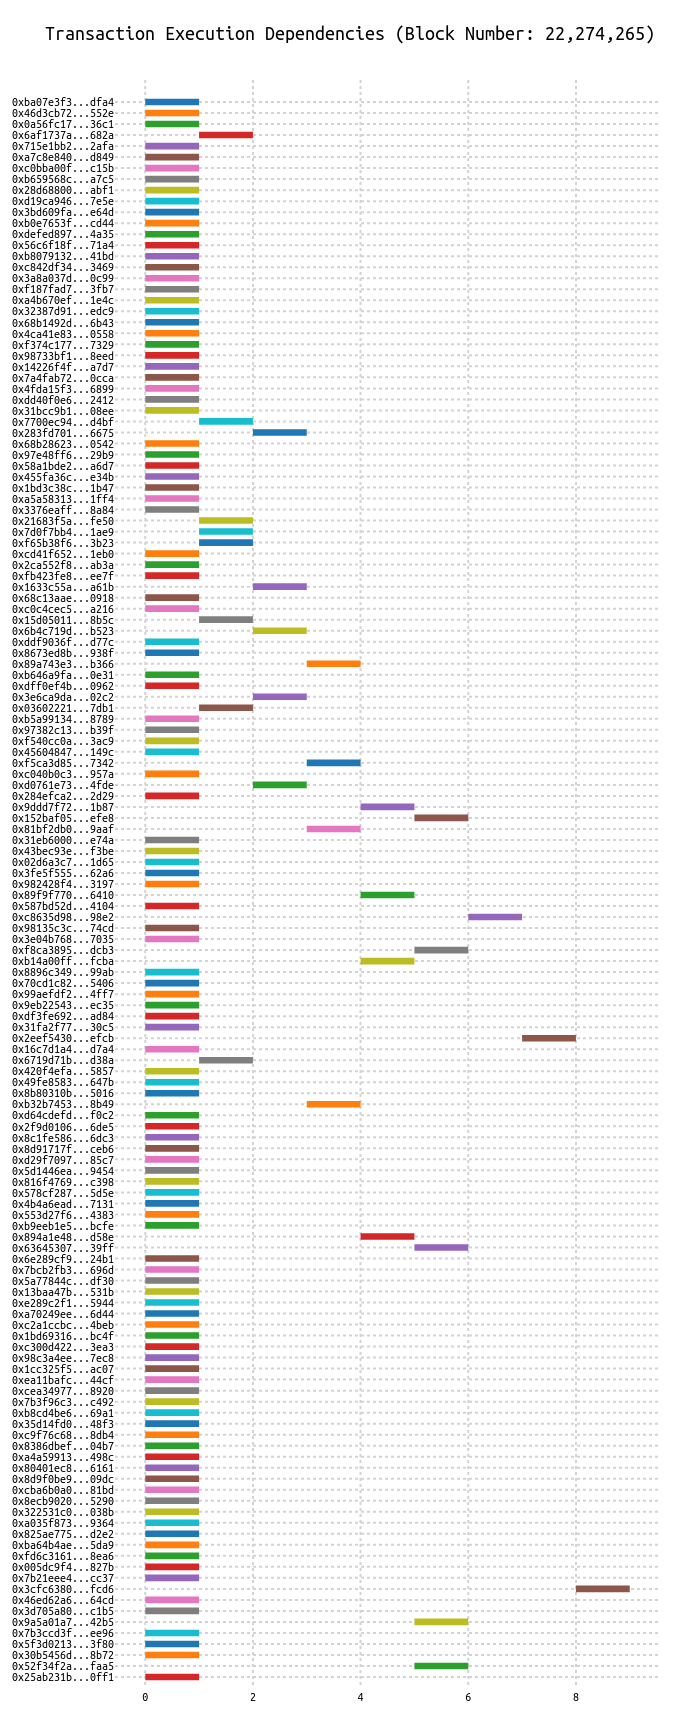 Transaction Execution Dependencies (Block Number: 22,274,265)
0xba07e3f3...dfa4
0x46d3cb72...552e
0x0a56fc17...36c1
0x6af1737a...682a
0x715e1bb2...2afa
0xa7c8e840...d849
0xc0bba00f...c15b
0xb659568c...a7c5
0x28d68800...abf1
0xd19ca946...7e5e
0x3bd609fa...e64d
0xb0e7653f...cd44
0xdefed897...4a35
0x56c6f18f...71a4
0xb8079132...41bd
0xc842df34...3469
0x3a8a037d...0c99
0xf187fad7...3fb7
0xa4b670ef...1e4c
0x32387d91...edc9
0x68b1492d...6b43
0x4ca41e83...0558
0xf374c177...7329
0x98733bf1...8eed
0x14226f4f...a7d7
0x7a4fab72...0cca
0x4fda15f3...6899
0xdd40f0e6...2412
0x31bcc9b1...08ee
0x7700ec94...d4bf
0x283fd701...6675
0x68b28623...0542
0x97e48ff6...29b9
0x58a1bde2...a6d7
0x455fa36c...e34b
0x1bd3c38c...1b47
0xa5a58313...1ff4
0x3376eaff...8a84
0x21683f5a...fe50
0x7d0f7bb4...1ae9
0xf65b38f6...3b23
0xcd41f652...1eb0
0x2ca552f8...ab3a
0xfb423fe8...ee7f
0x1633c55a...a61b
0x68c13aae...0918
0xc0c4cec5...a216
0x15d05011...8b5c
0x6b4c719d...b523
0xddf9036f...d77c
0x8673ed8b...938f
0x89a743e3...b366
0xb646a9fa...0e31
0xdff0ef4b...0962
0x3e6ca9da...02c2
0x03602221...7db1
0xb5a99134...8789
0x97382c13...b39f
0xf540cc0a...3ac9
0x45604847...149c
0xf5ca3d85...7342
0xc040b0c3...957a
0xd0761e73...4fde
0x284efca2...2d29
0x9ddd7f72...1b87
0x152baf05...efe8
0x81bf2db0...9aaf
0x31eb6000...e74a
0x43bec93e...f3be
0x02d6a3c7...1d65
0x3fe5f555...62a6
0x982428f4...3197
0x89f9f770...6410
0x587bd52d...4104
0xc8635d98...98e2
0x98135c3c...74cd
0x3e04b768...7035
0xf8ca3895...dcb3
0xb14a00ff...fcba
0x8896c349...99ab
0x70cd1c82...5406
0x99aefdf2...4ff7
0x9eb22543...ec35
0xdf3fe692...ad84
0x31fa2f77...30c5
0x2eef5430...efcb
0x16c7d1a4...d7a4
0x6719d71b...d38a
0x420f4efa...5857
0x49fe8583...647b
0x8b80310b...5016
0xb32b7453...8b49
0xd64cdefd...f0c2
0x2f9d0106...6de5
0x8c1fe586...6dc3
0x8d91717f...ceb6
0xd29f7097...85c7
0x5d1446ea...9454
0x816f4769...c398
0x578cf287...5d5e
0x4b4a6ead...7131
0x553d27f6...4383
0xb9eeb1e5...bcfe
0x894a1e48...d58e
0x63645307...39ff
0x6e289cf9...24b1
0x7bcb2fb3...696d
0x5a77844c...df30
0x13baa47b...531b
0xe289c2f1...5944
0xa70249ee...6d44
0xc2a1ccbc...4beb
0x1bd69316...bc4f
0xc300d422...3ea3
0x98c3a4ee...7ec8
0x1cc325f5...ac07
0xea11bafc...44cf
0xcea34977...8920
0x7b3f96c3...c492
0xb8cd4be6...69a1
0x35d14fd0...48f3
0xc9f76c68...8db4
0x8386dbef...04b7
0xa4a59913...498c
0x80401ec8...6161
0x8d9f0be9...09dc
0xcba6b0a0...81bd
0x8ecb9020...5290
0x322531c0...038b
0xa035f873...9364
0x825ae775...d2e2
0xba64b4ae...5da9
0xfd6c3161...8ea6
0x005dc9f4...827b
0x7b21eee4...cc37
0x3cfc6380...fcd6
0x46ed62a6...64cd
0x3d705a80...c1b5
0x9a5a01a7...42b5
0x7b3ccd3f...ee96
0x5f3d0213...3f80
0x30b5456d...8b72
0x52f34f2a...faa5
0x25ab231b...0ff1
0 2 4 6 8